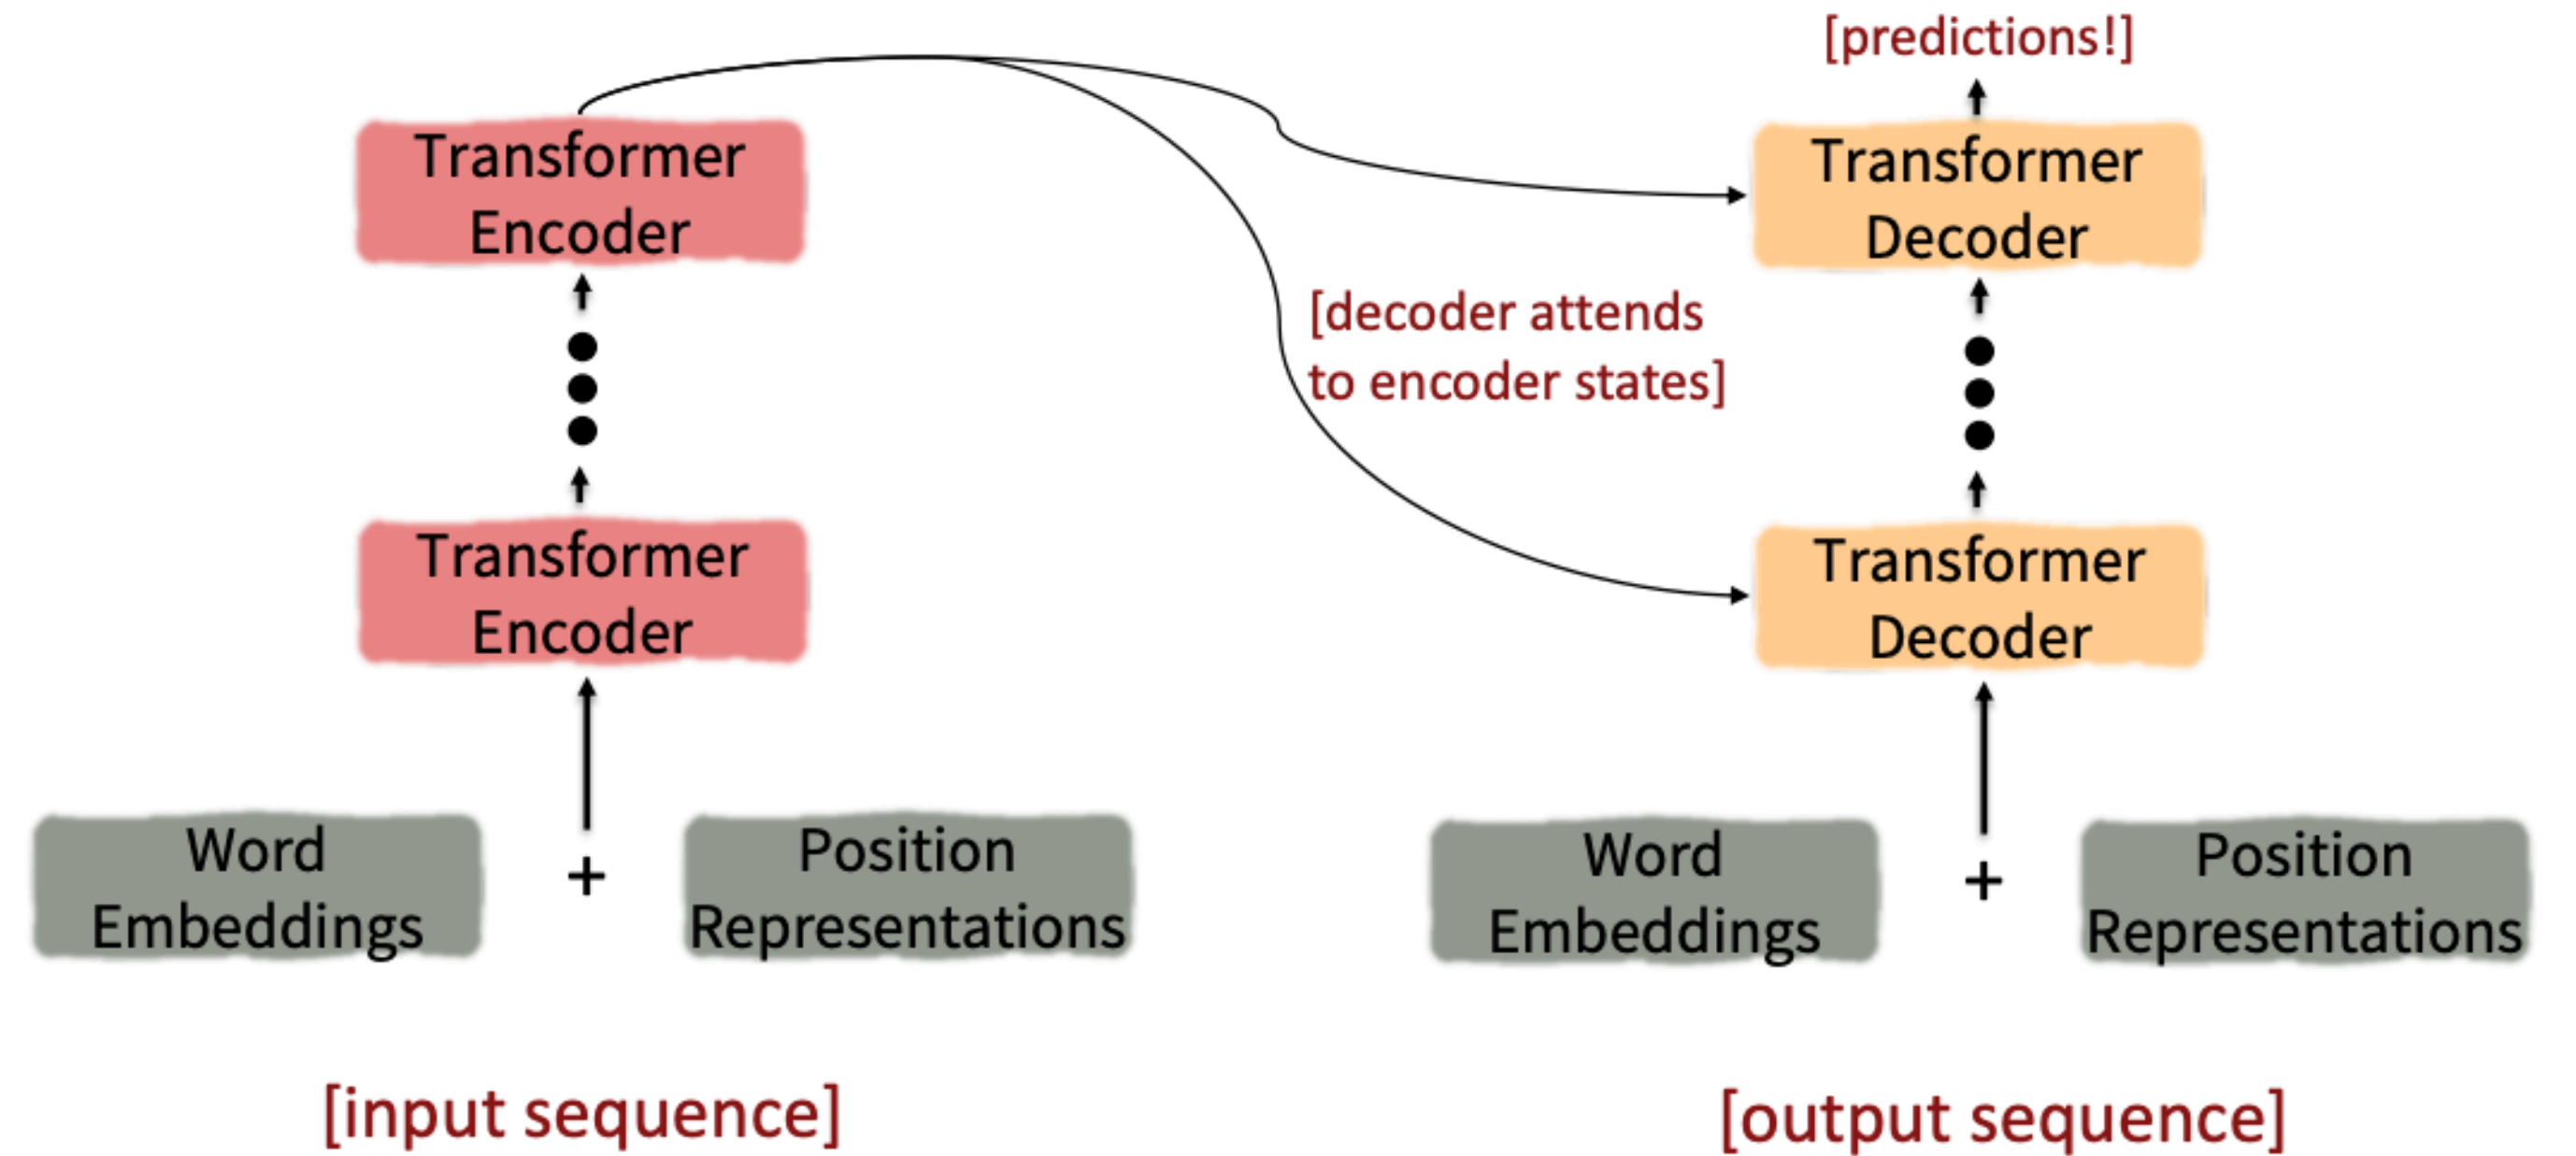 [predictions!]
Transformer
Encoder
Transformer
Decoder
[decoder attends
to encoder states]
Transformer
Encoder
Transformer
Decoder
Word
Embeddings
+
Position
Representations
Word
Embeddings
+
Position
Representations
[input sequence]
[output sequence]